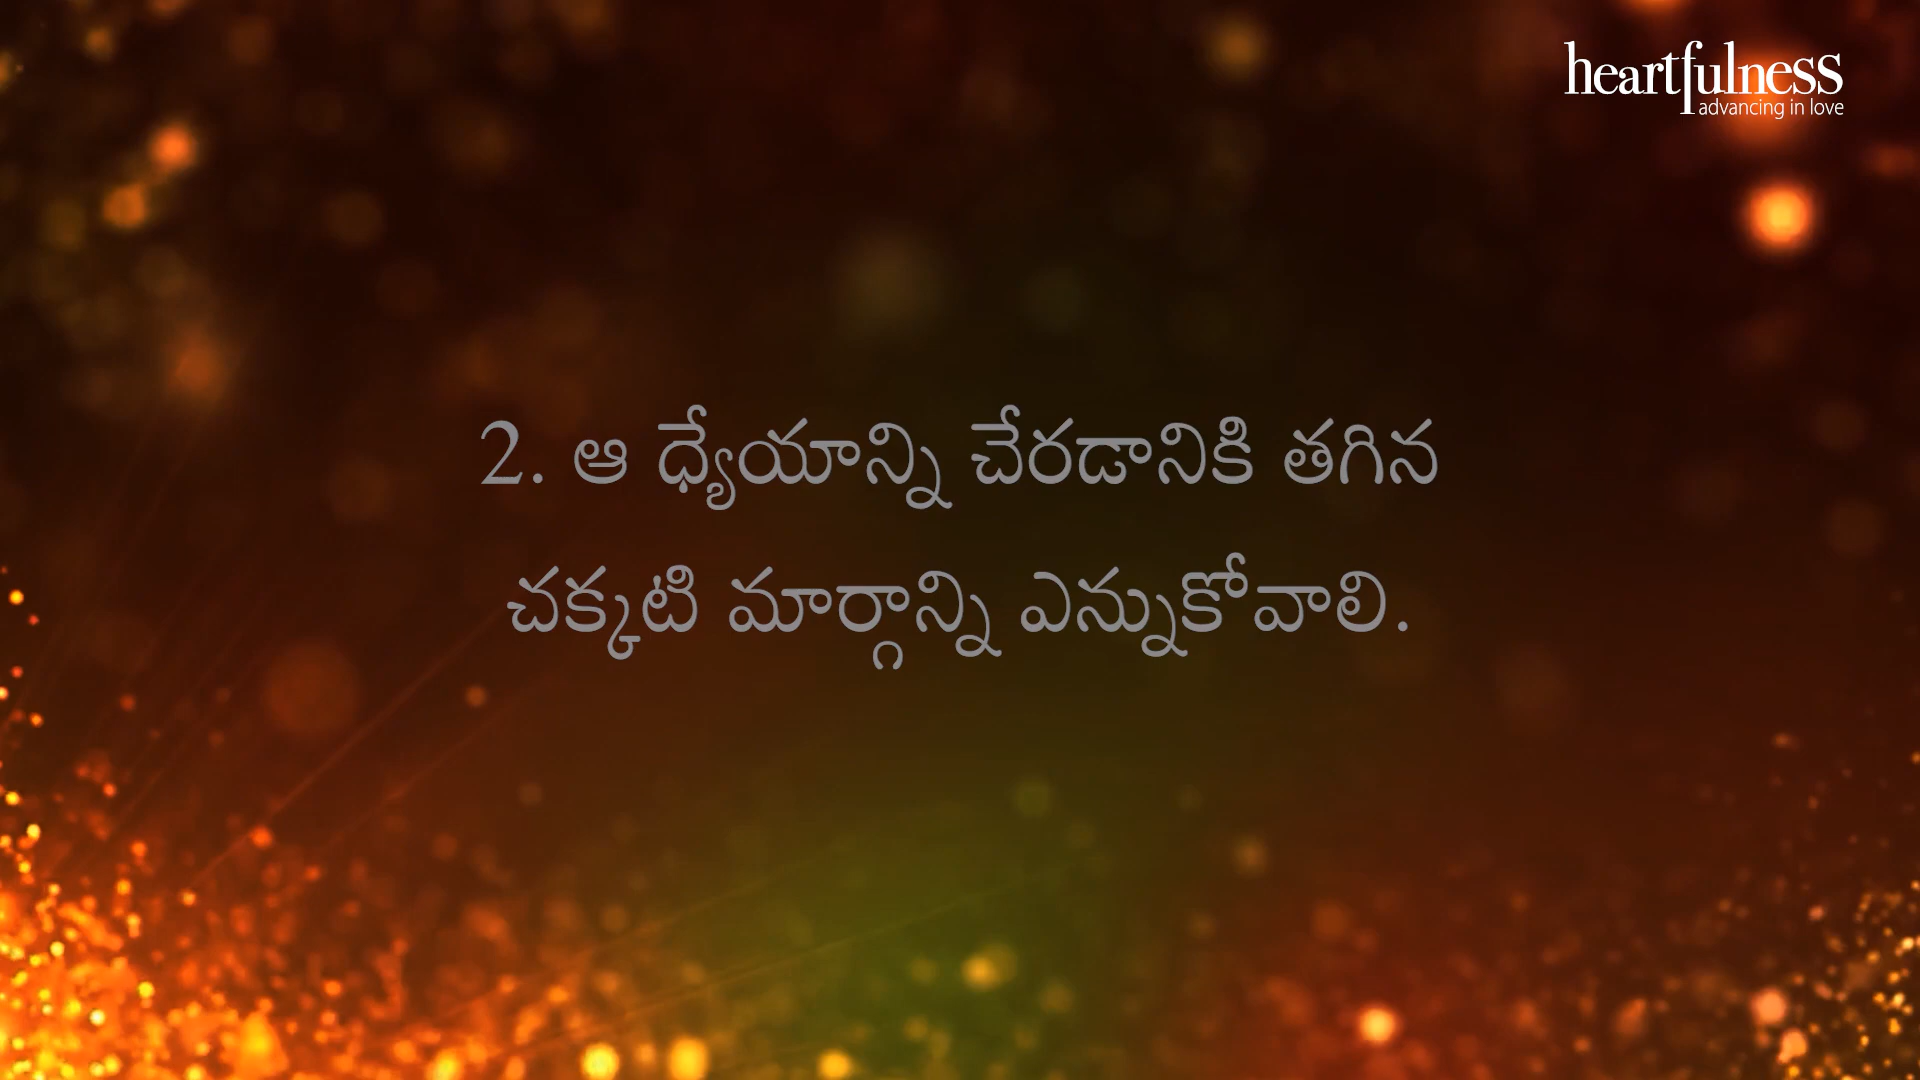 heartfulness
advancing in love
2. ఆ ధ్యేయాన్ని చేరడానికి తగిన
చక్కటి మార్గాన్ని ఎన్నుకోవాలి.